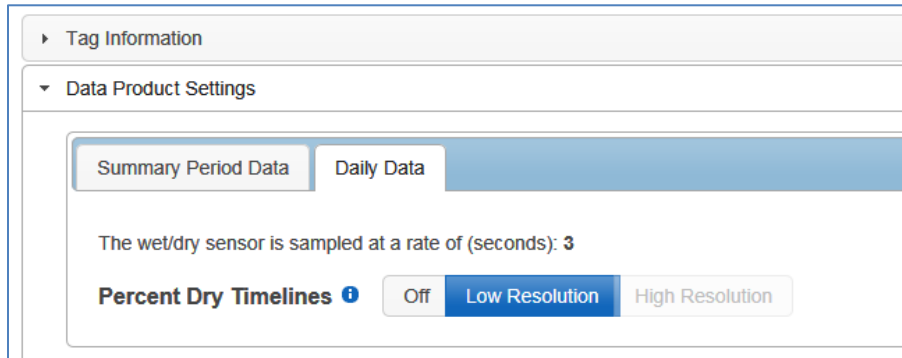 Tag Information
Data Product Settings
Summary Period Data Daily Data
The wet/dry sensor is sampled at a rate of (seconds): 3
Percent Dry Timelines Off Low Resolution High Resolution